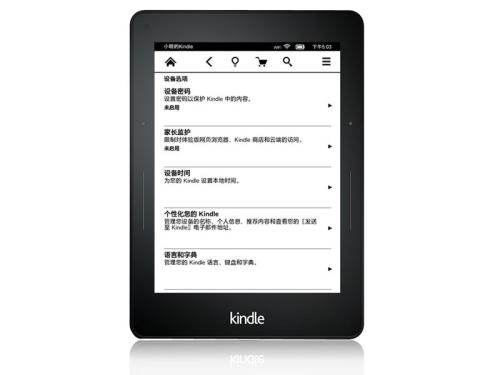 小明的Kindle
WiFi
下午5:03
设备选项
设备密码
设置密码以保护 Kindle 中的内容。
未启用
家长监护
限制对体验版网页浏览器、Kindle 商店和云端的访问。
未启用
设备时间
为您的 Kindle 设置本地时间。
个性化您的 Kindle
管理您设备的名称、个人信息、推荐内容和查看您的［发送
至 Kindle］电子邮件地址。
语言和字典
管理您的 Kindle 语言、键盘和字典。
kindle